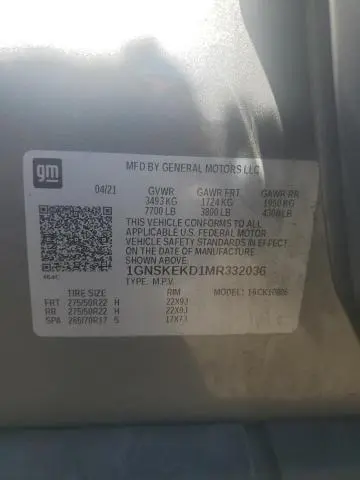 gm
MFD BY GENERAL MOTORS LLC
04/21 GVWR GAWR FRT GAWR RR
3493 KG 1724 KG 1950 KG
7700 LB 3800 LB 4300 LB
THIS VEHICLE CONFORMS TO ALL
APPLICABLE U.S. FEDERAL MOTOR
VEHICLE SAFETY STANDARDS IN EFFECT
ON THE DATE OF MANUFACTURE
SHOWN ABOVE.
1GNSKEKD1MR332036
TYPE: M.P.V.
MODEL:
TIRE SIZE RIM
FRT 275/50R22 H 22X9J
RR 275/50R22 H 22X9J
SPA 265/70R17 S 17X7J